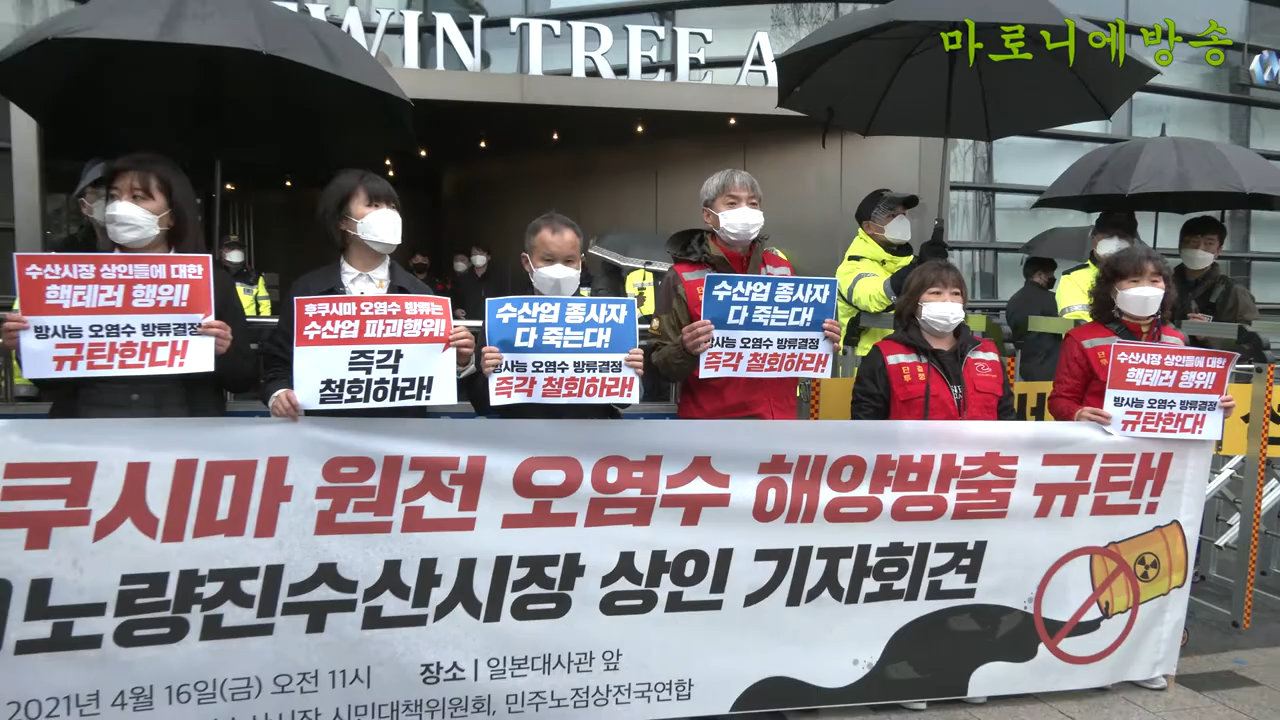 WIN TREE A
마로니에방송
수산시장 상인들에 대한
핵테러 행위!
방사능 오염수 방류결정
규탄한다!
후쿠시마 오염수 방류는
수산업 파괴행위!
즉각
철회하라!
수산업 종사자
다 죽는다!
방사능 오염수 방류결정
즉각 철회하라!
수산업 종사자
다 죽는다!
방사능 오염수 방류결정
즉각 철회하라!
단결
투쟁
수산시장 상인들에 대한
핵테러 행위!
방사능 오염수 방류결정
규탄한다!
쿠시마 원전 오염수 해양방출 규탄!
노량진수산시장 상인 기자회견
2021년 4월 16일(금) 오전 11시 장소 | 일본대사관 앞
수산시장 시민대책위원회, 민주노점상전국연합